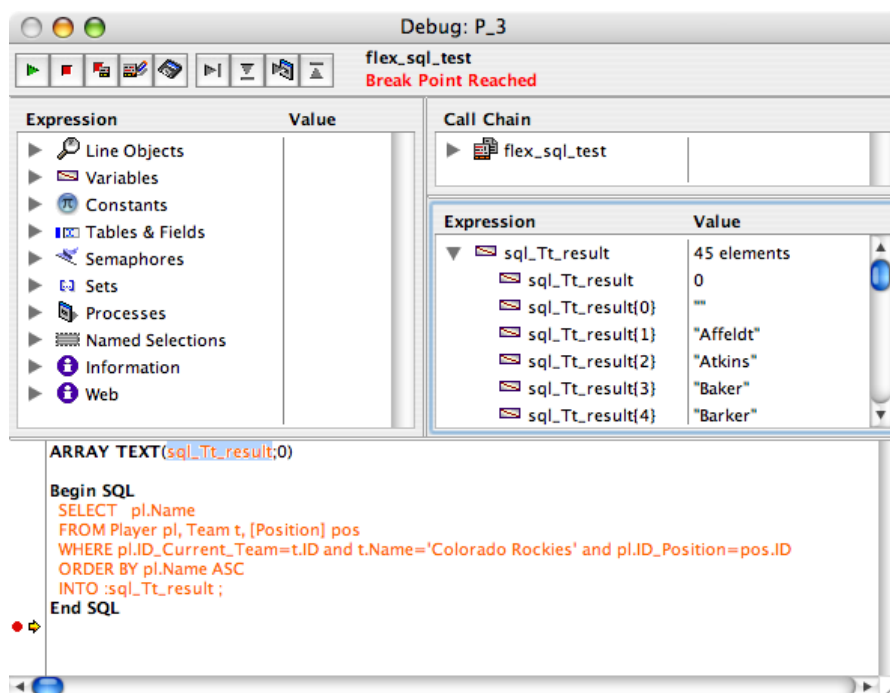 Debug: P_3
flex_sql_test
Break Point Reached
Expression Value
Line Objects
Variables
Constants
Tables & Fields
Semaphores
Sets
Processes
Named Selections
Information
Web
Call Chain
flex_sql_test
Expression Value
sql_Tt_result 45 elements
sql_Tt_result 0
sql_Tt_result{0} ""
sql_Tt_result{1} "Affeldt"
sql_Tt_result{2} "Atkins"
sql_Tt_result{3} "Baker"
sql_Tt_result{4} "Barker"
ARRAY TEXT(sql_Tt_result;0)
Begin SQL
SELECT pl.Name
FROM Player pl, Team t, [Position] pos
WHERE pl.ID_Current_Team=t.ID and t.Name='Colorado Rockies' and pl.ID_Position=pos.ID
ORDER BY pl.Name ASC
INTO :sql_Tt_result ;
End SQL